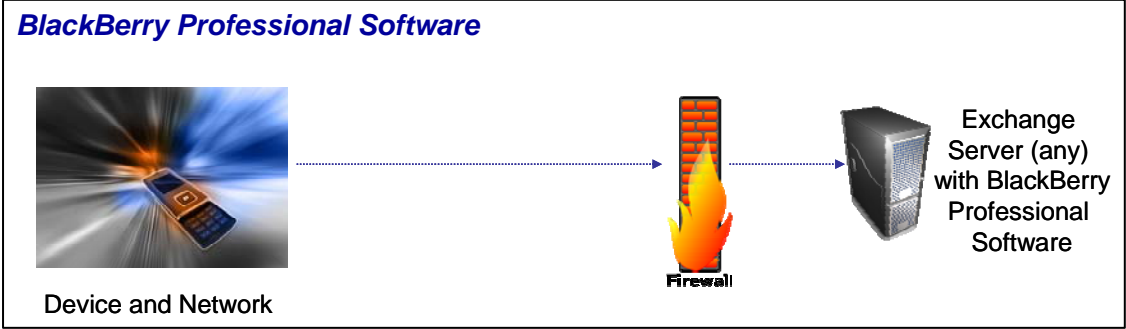 BlackBerry Professional Software
Exchange
Server (any)
with BlackBerry
Professional
Software
Firewall
Device and Network